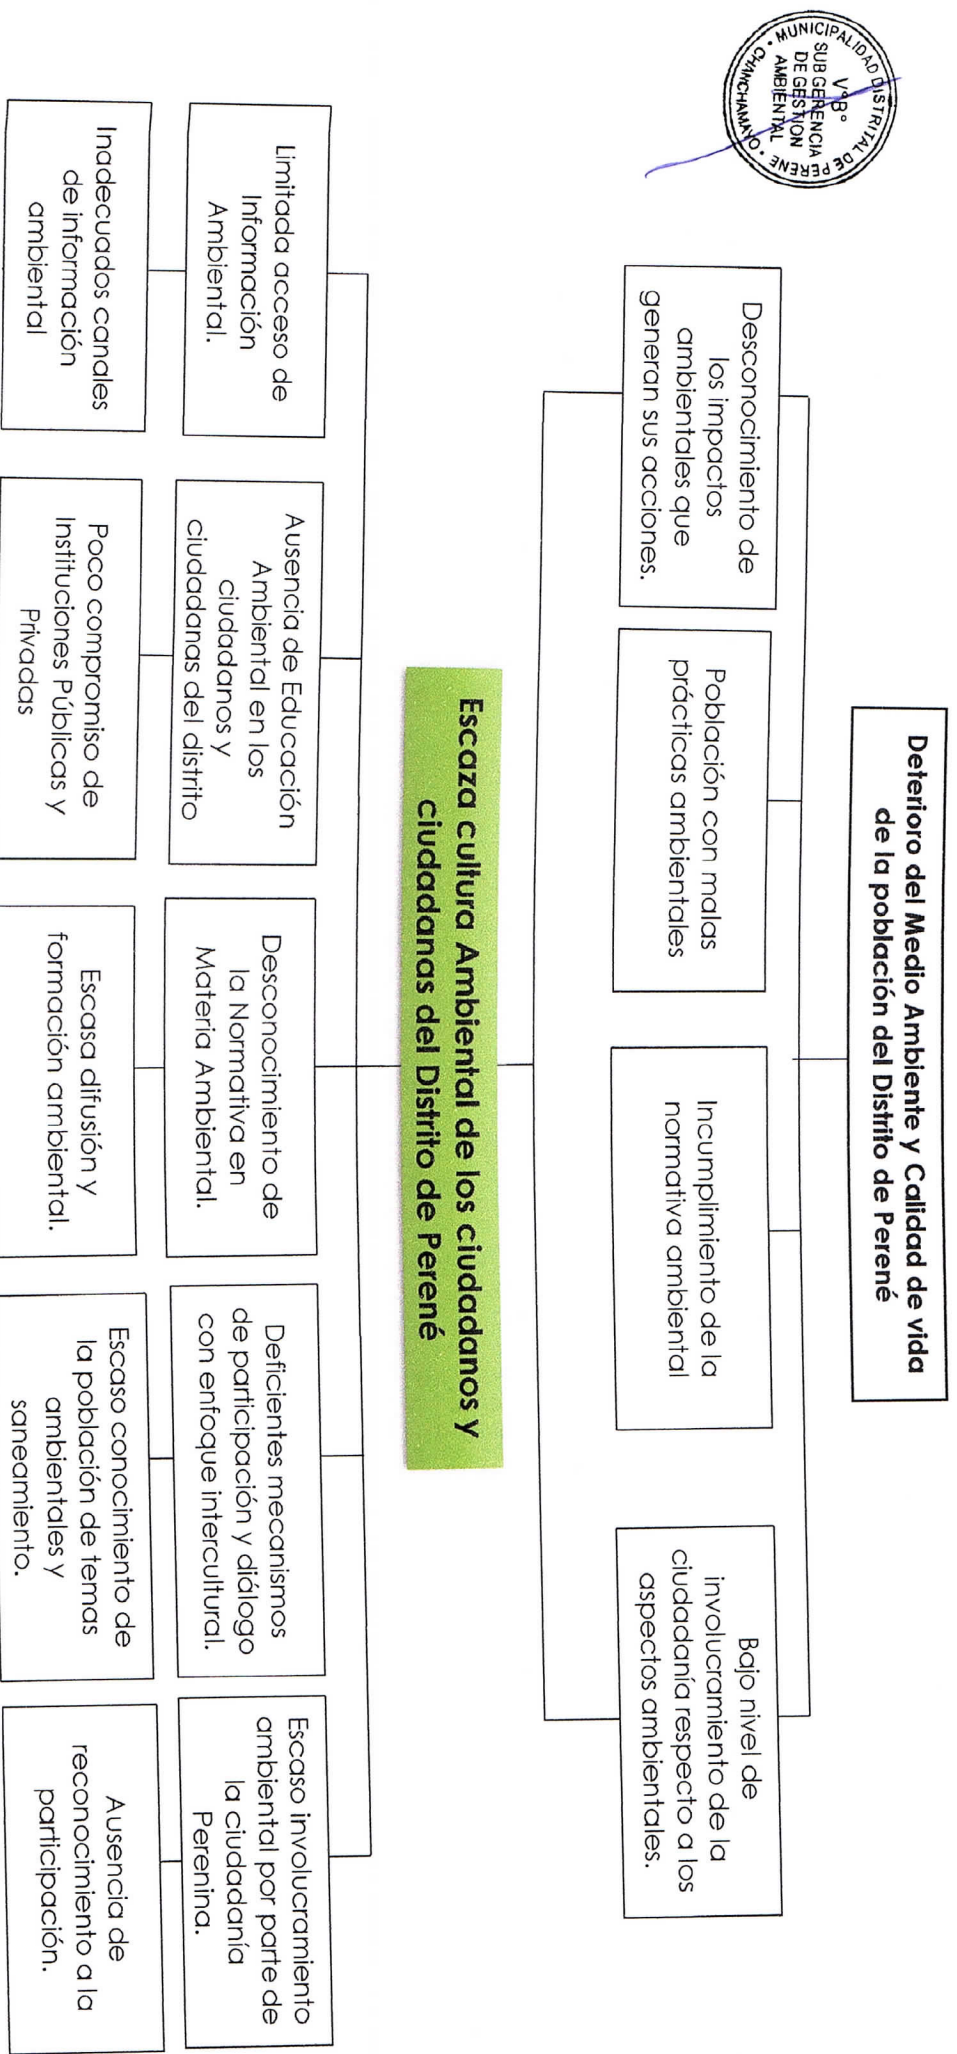 MUNICIPALIDAD DISTRITAL DE PERENE • CHANCHAMAYO •
V°B°
SUB GERENCIA
DE GESTION
AMBIENTAL
Deterioro del Medio Ambiente y Calidad de vida
de la población del Distrito de Perené
Desconocimiento de
los impactos
ambientales que
generan sus acciones.
Población con malas
prácticas ambientales
Incumplimiento de la
normativa ambiental
Bajo nivel de
involucramiento de la
ciudadanía respecto a los
aspectos ambientales.
Escaza cultura Ambiental de los ciudadanos y
ciudadanas del Distrito de Perené
Limitada acceso de
Información
Ambiental.
Ausencia de Educación
Ambiental en los
ciudadanos y
ciudadanas del distrito
Desconocimiento de
la Normativa en
Materia Ambiental.
Deficientes mecanismos
de participación y diálogo
con enfoque intercultural.
Escaso involucramiento
ambiental por parte de
la ciudadanía
Perenina.
Inadecuados canales
de información
ambiental
Poco compromiso de
Instituciones Públicas y
Privadas
Escasa difusión y
formación ambiental.
Escaso conocimiento de
la población de temas
ambientales y
saneamiento.
Ausencia de
reconocimiento a la
participación.